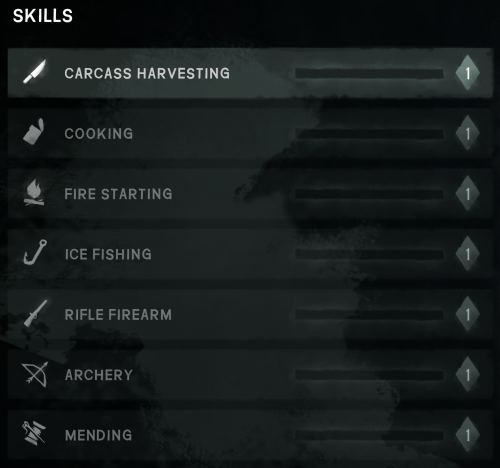 SKILLS
CARCASS HARVESTING 1
COOKING 1
FIRE STARTING 1
ICE FISHING 1
RIFLE FIREARM 1
ARCHERY 1
MENDING 1